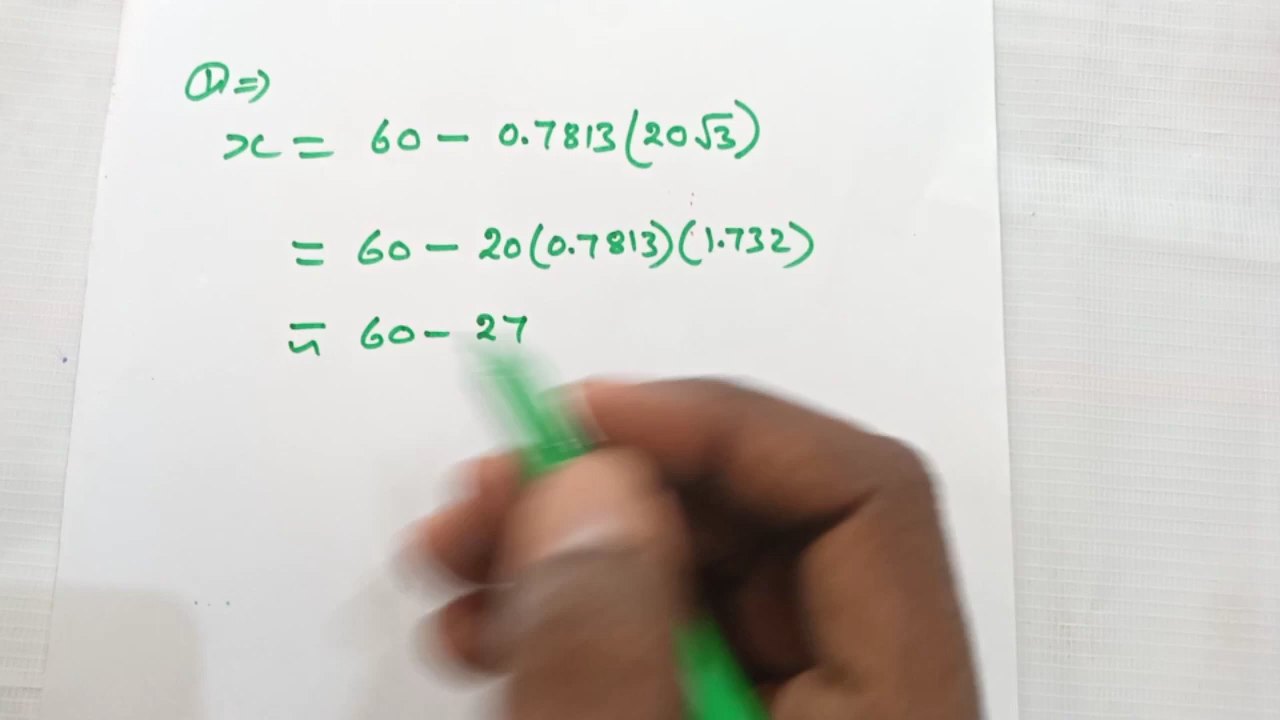 ① ⇒
x = 60 - 0.7813(20√3)
= 60 - 20(0.7813)(1.732)
= 60 - 27